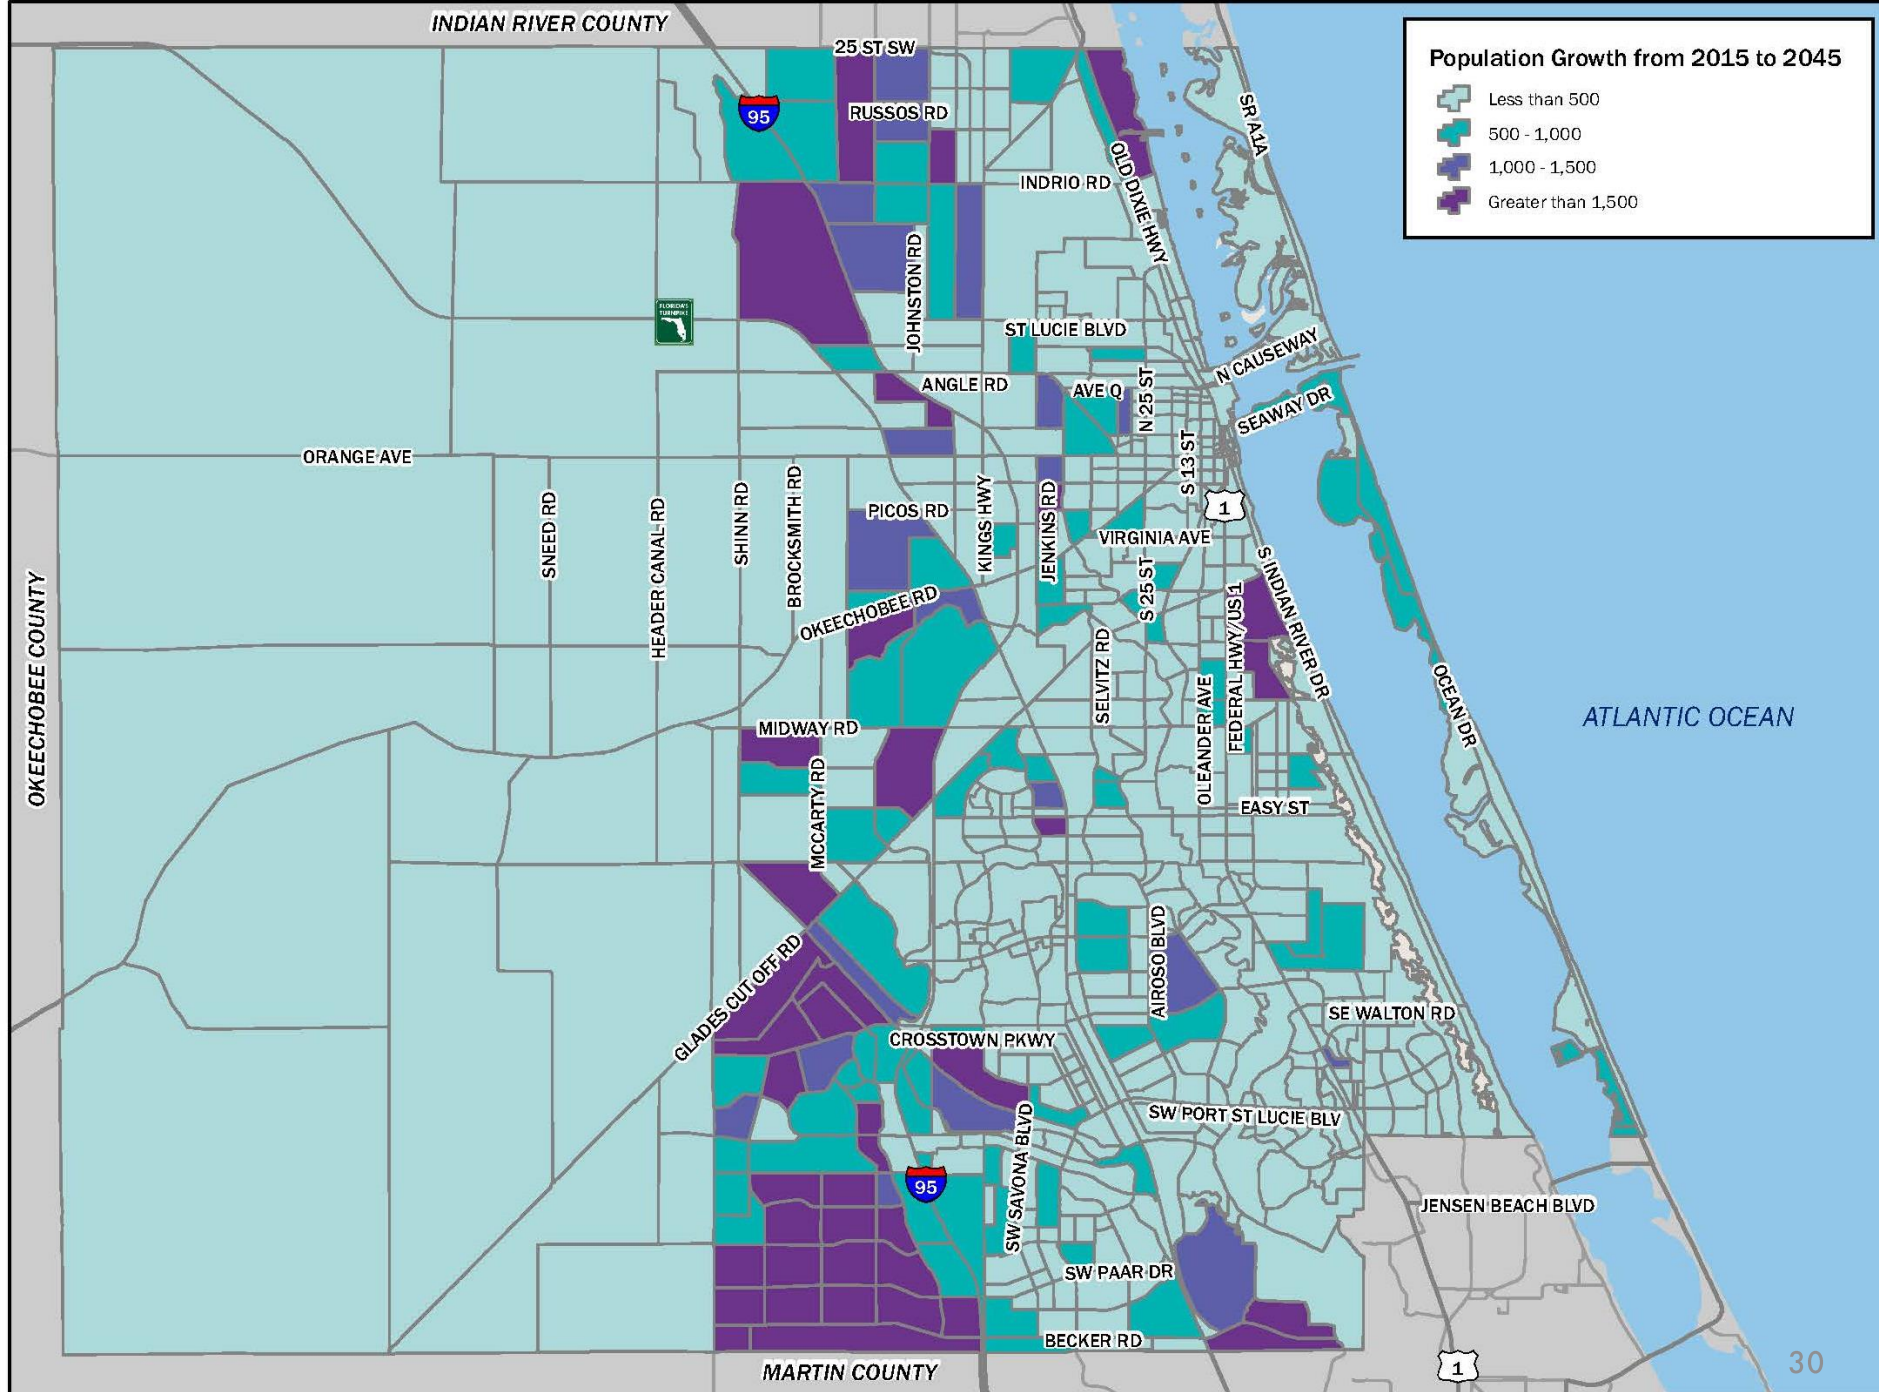 INDIAN RIVER COUNTY
Population Growth from 2015 to 2045
Less than 500
500 - 1,000
1,000 - 1,500
Greater than 1,500
25 ST SW
95
RUSSOS RD
SR A1A
INDRIO RD
OLD DIXIE HWY
JOHNSTON RD
FLORIDA'S
TURNPIKE
ST LUCIE BLVD
N CAUSEWAY
ANGLE RD
AVE Q
N 25 ST
SEAWAY DR
ORANGE AVE
S 13 ST
SNEED RD
HEADER CANAL RD
SHINN RD
BROCKSMITH RD
PICOS RD
KINGS HWY
JENKINS RD
1
VIRGINIA AVE
S 25 ST
S INDIAN RIVER DR
OKEECHOBEE RD
OKEECHOBEE COUNTY
SELVITZ RD
OLEANDER AVE
FEDERAL HWY/US 1
OCEAN DR
ATLANTIC OCEAN
MIDWAY RD
MCCARTY RD
EASY ST
GLADES CUT OFF RD
AIROSO BLVD
SE WALTON RD
CROSSTOWN PKWY
SW PORT ST LUCIE BLV
SW SAVONA BLVD
95
JENSEN BEACH BLVD
SW PAAR DR
BECKER RD
MARTIN COUNTY
1
30